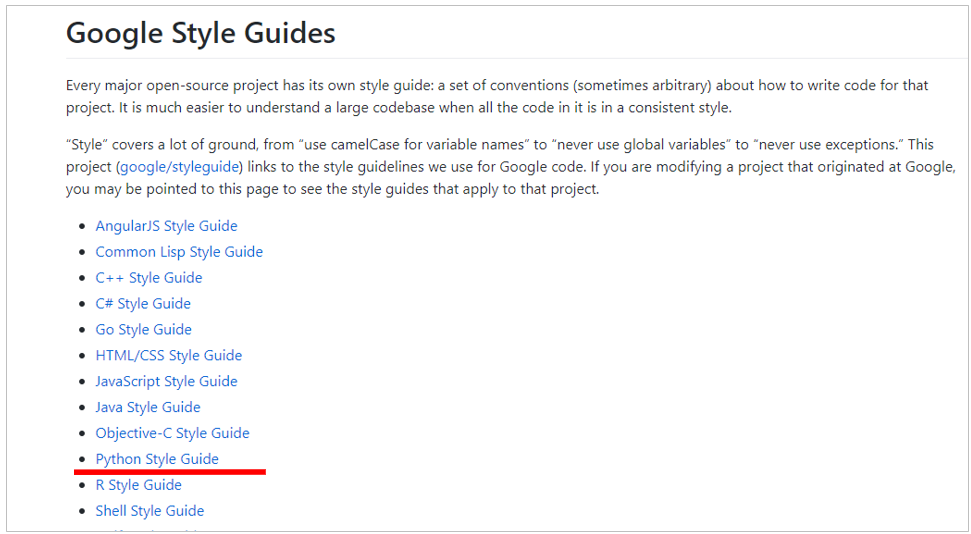 Google Style Guides
Every major open-source project has its own style guide: a set of conventions (sometimes arbitrary) about how to write code for that
project. It is much easier to understand a large codebase when all the code in it is in a consistent style.
“Style” covers a lot of ground, from “use camelCase for variable names” to “never use global variables” to “never use exceptions.” This
project (google/styleguide) links to the style guidelines we use for Google code. If you are modifying a project that originated at Google,
you may be pointed to this page to see the style guides that apply to that project.
• AngularJS Style Guide
• Common Lisp Style Guide
• C++ Style Guide
• C# Style Guide
• Go Style Guide
• HTML/CSS Style Guide
• JavaScript Style Guide
• Java Style Guide
• Objective-C Style Guide
• Python Style Guide
• R Style Guide
• Shell Style Guide